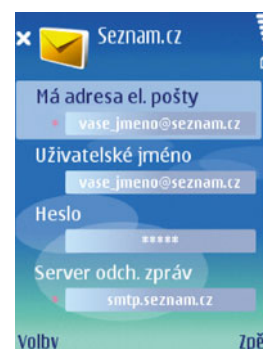 Seznam.cz
Má adresa el. pošty
vase_jmeno@seznam.cz
Uživatelské jméno
vase_jmeno@seznam.cz
Heslo
*****
Server odch. zpráv
smtp.seznam.cz
Volby Zpě